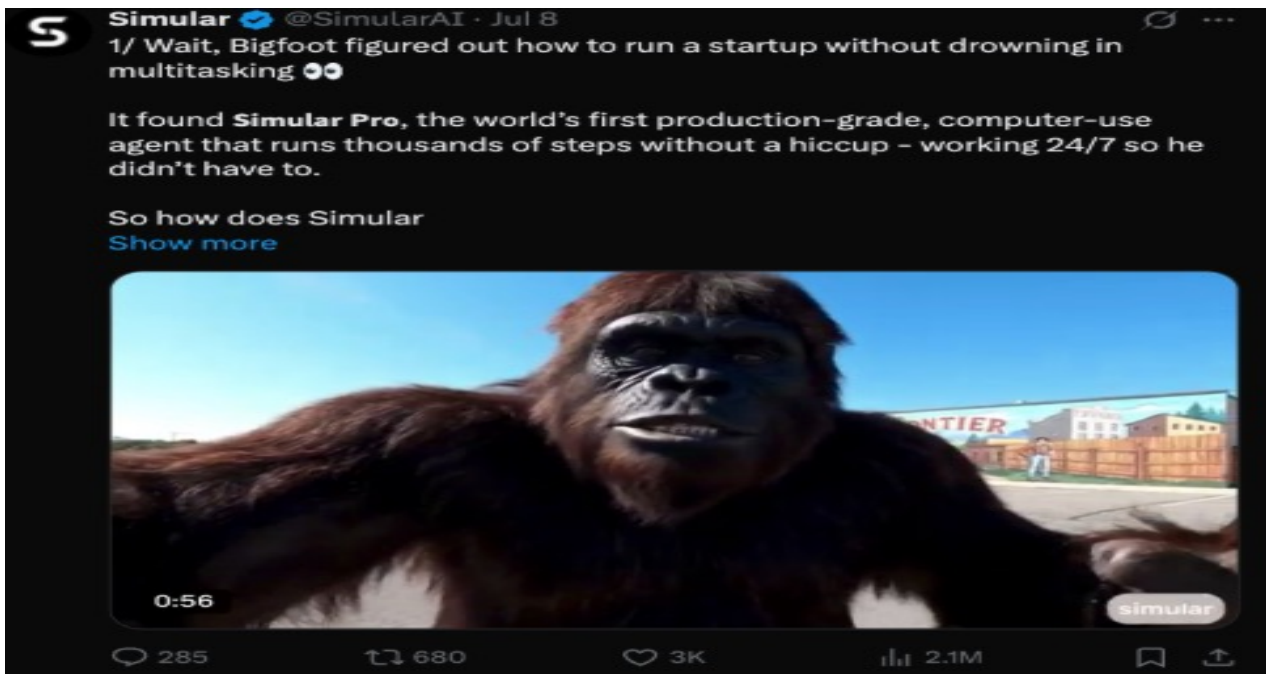 S
Simular @SimularAI · Jul 8
1/ Wait, Bigfoot figured out how to run a startup without drowning in
multitasking 👀
It found Simular Pro, the world's first production-grade, computer-use
agent that runs thousands of steps without a hiccup - working 24/7 so he
didn't have to.
So how does Simular
Show more
ONTIER
0:56
simular
285 680 3K 2.1M